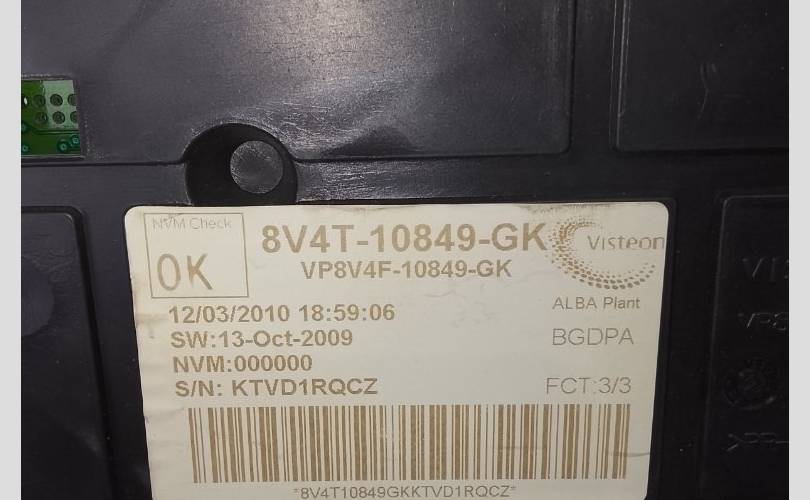 NVM Check
OK
8V4T-10849-GK
VP8V4F-10849-GK
Visteon
ALBA Plant
12/03/2010 18:59:06
SW:13-Oct-2009
BGDPA
NVM:000000
S/N: KTVD1RQCZ
FCT:3/3
*8V4T10849GKKTVD1RQCZ*